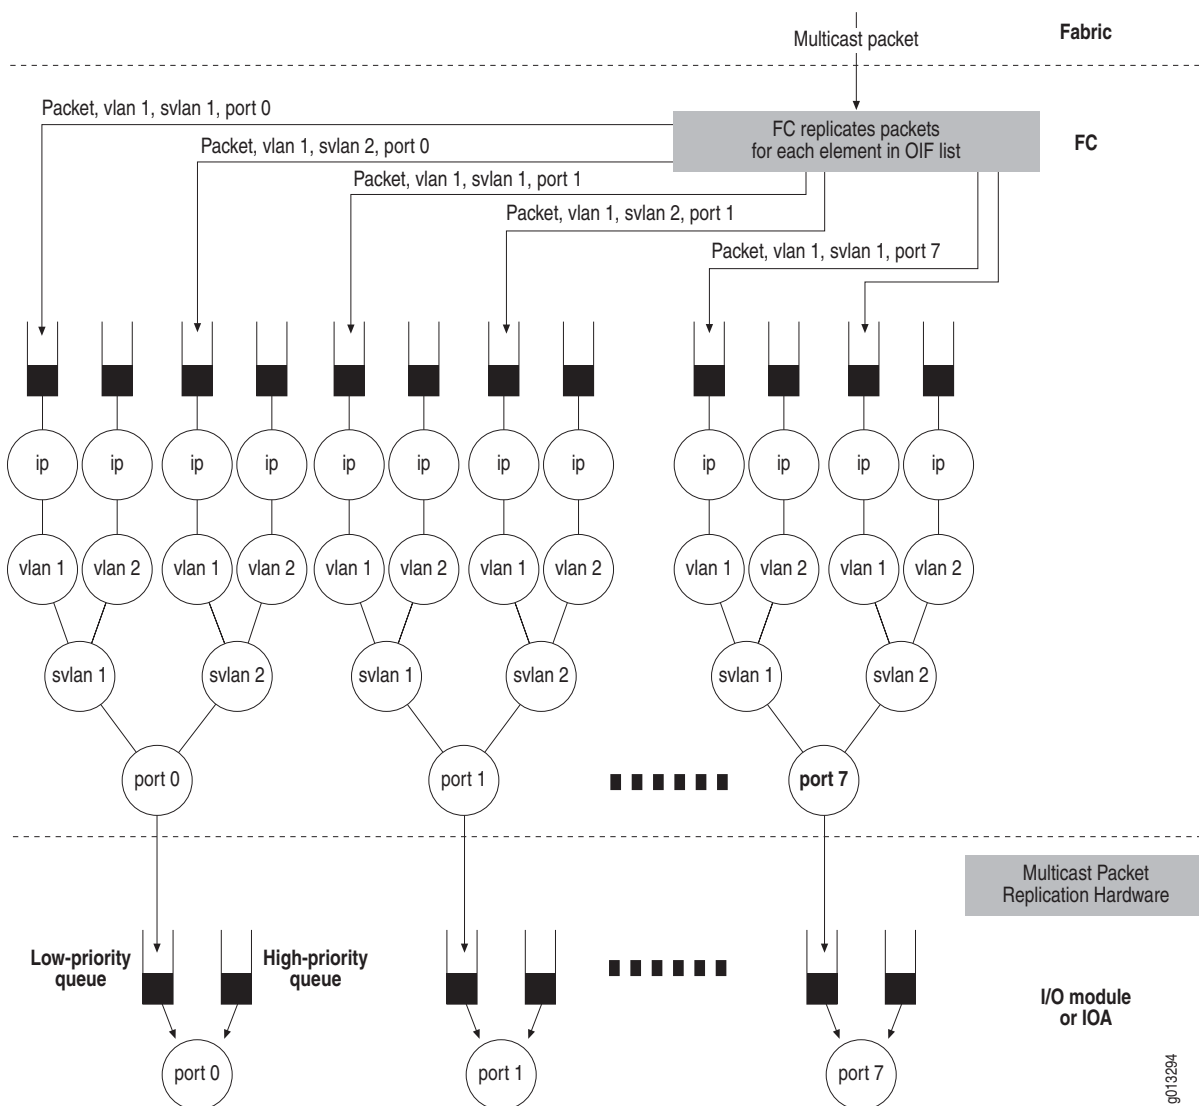 Multicast packet
Fabric
Packet, vlan 1, svlan 1, port 0
FC replicates packets
for each element in OIF list
FC
Packet, vlan 1, svlan 2, port 0
Packet, vlan 1, svlan 1, port 1
Packet, vlan 1, svlan 2, port 1
Packet, vlan 1, svlan 1, port 7
ip ip ip ip ip ip ip ip ip ip ip ip
vlan 1 vlan 2 vlan 1 vlan 2 vlan 1 vlan 2 vlan 1 vlan 2 vlan 1 vlan 2 vlan 1 vlan 2
svlan 1 svlan 2 svlan 1 svlan 2 svlan 1 svlan 2
port 0 port 1 port 7
Multicast Packet
Replication Hardware
Low-priority
queue
High-priority
queue
I/O module
or IOA
port 0 port 1 port 7
g013294